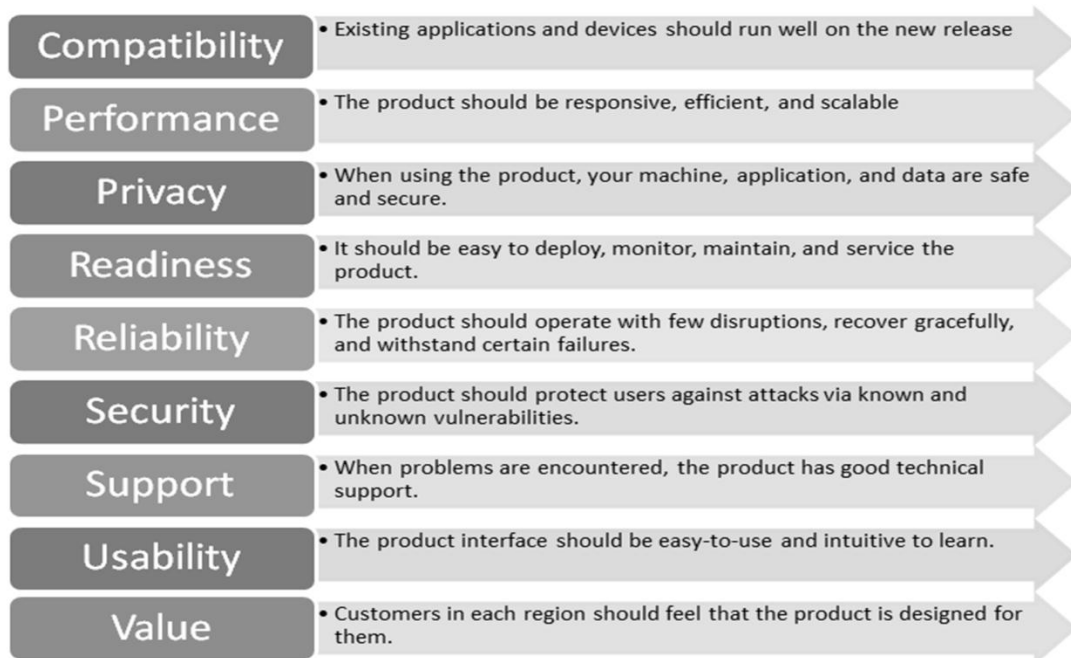 Compatibility
• Existing applications and devices should run well on the new release
Performance
• The product should be responsive, efficient, and scalable
Privacy
• When using the product, your machine, application, and data are safe
and secure.
Readiness
• It should be easy to deploy, monitor, maintain, and service the
product.
Reliability
• The product should operate with few disruptions, recover gracefully,
and withstand certain failures.
Security
• The product should protect users against attacks via known and
unknown vulnerabilities.
Support
• When problems are encountered, the product has good technical
support.
Usability
• The product interface should be easy-to-use and intuitive to learn.
Value
• Customers in each region should feel that the product is designed for
them.